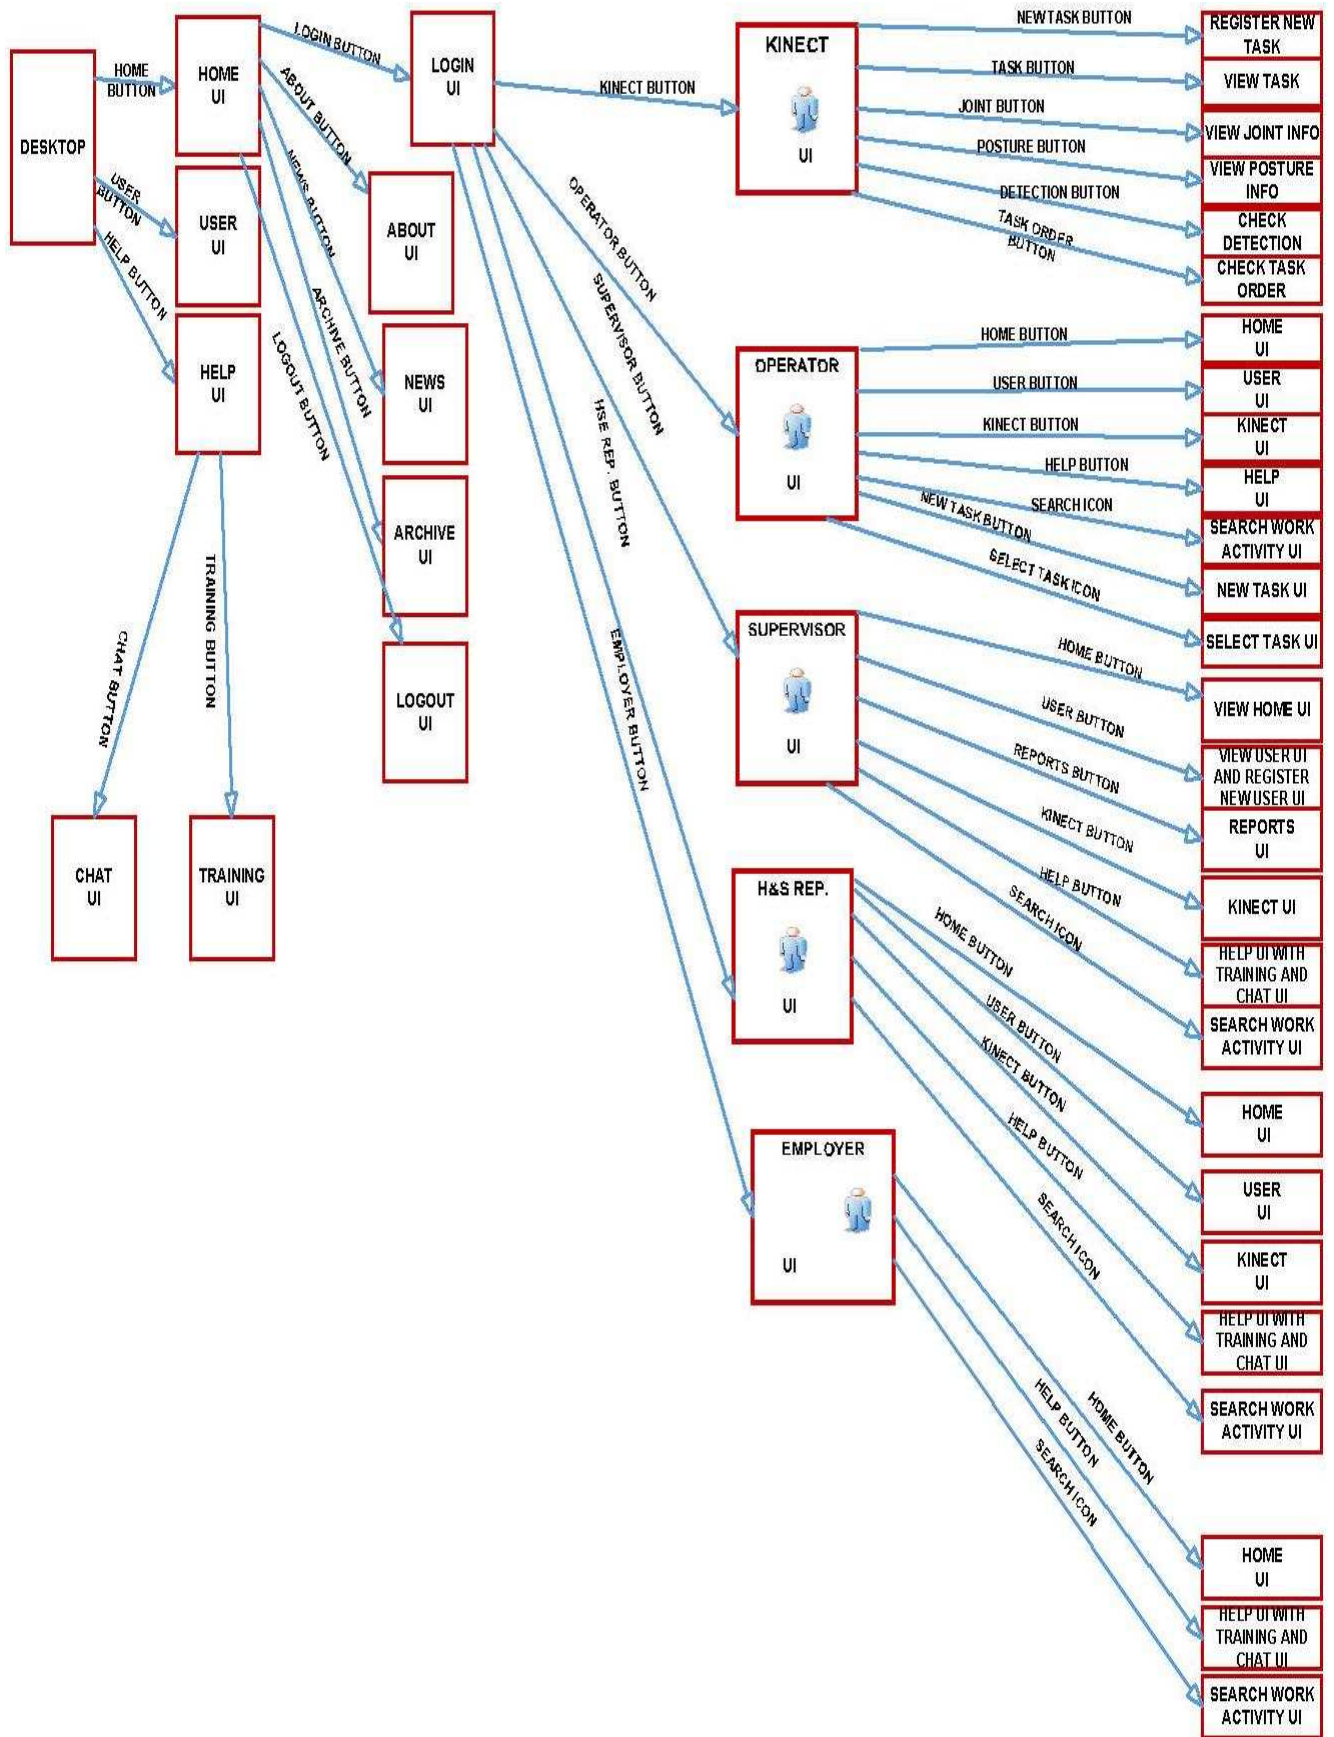 DESKTOP
HOME
BUTTON
USER
BUTTON
HELP BUTTON
HOME
UI
USER
UI
HELP
UI
CHAT BUTTON
TRAINING BUTTON
CHAT
UI
TRAINING
UI
LOGIN BUTTON
ABOUT BUTTON
NEWS BUTTON
ARCHIVE BUTTON
LOGOUT BUTTON
LOGIN
UI
ABOUT
UI
NEWS
UI
ARCHIVE
UI
LOGOUT
UI
KINECT BUTTON
OPERATOR BUTTON
SUPERVISOR BUTTON
HSE REP. BUTTON
EMPLOYER BUTTON
KINECT
UI
NEW TASK BUTTON
TASK BUTTON
JOINT BUTTON
POSTURE BUTTON
DETECTION BUTTON
TASK ORDER
BUTTON
REGISTER NEW
TASK
VIEW TASK
VIEW JOINT INFO
VIEW POSTURE
INFO
CHECK
DETECTION
CHECK TASK
ORDER
OPERATOR
UI
HOME BUTTON
USER BUTTON
KINECT BUTTON
HELP BUTTON
SEARCH ICON
NEW TASK BUTTON
SELECT TASK ICON
HOME
UI
USER
UI
KINECT
UI
HELP
UI
SEARCH WORK
ACTIVITY UI
NEW TASK UI
SELECT TASK UI
SUPERVISOR
UI
HOME BUTTON
USER BUTTON
REPORTS BUTTON
KINECT BUTTON
HELP BUTTON
SEARCH ICON
VIEW HOME UI
VIEW USER UI
AND REGISTER
NEW USER UI
REPORTS
UI
KINECT UI
HELP UI WITH
TRAINING AND
CHAT UI
SEARCH WORK
ACTIVITY UI
H&S REP.
UI
HOME BUTTON
USER BUTTON
KINECT BUTTON
HELP BUTTON
SEARCH ICON
HOME
UI
USER
UI
KINECT
UI
HELP UI WITH
TRAINING AND
CHAT UI
SEARCH WORK
ACTIVITY UI
EMPLOYER
UI
HOME BUTTON
HELP BUTTON
SEARCH ICON
HOME
UI
HELP UI WITH
TRAINING AND
CHAT UI
SEARCH WORK
ACTIVITY UI